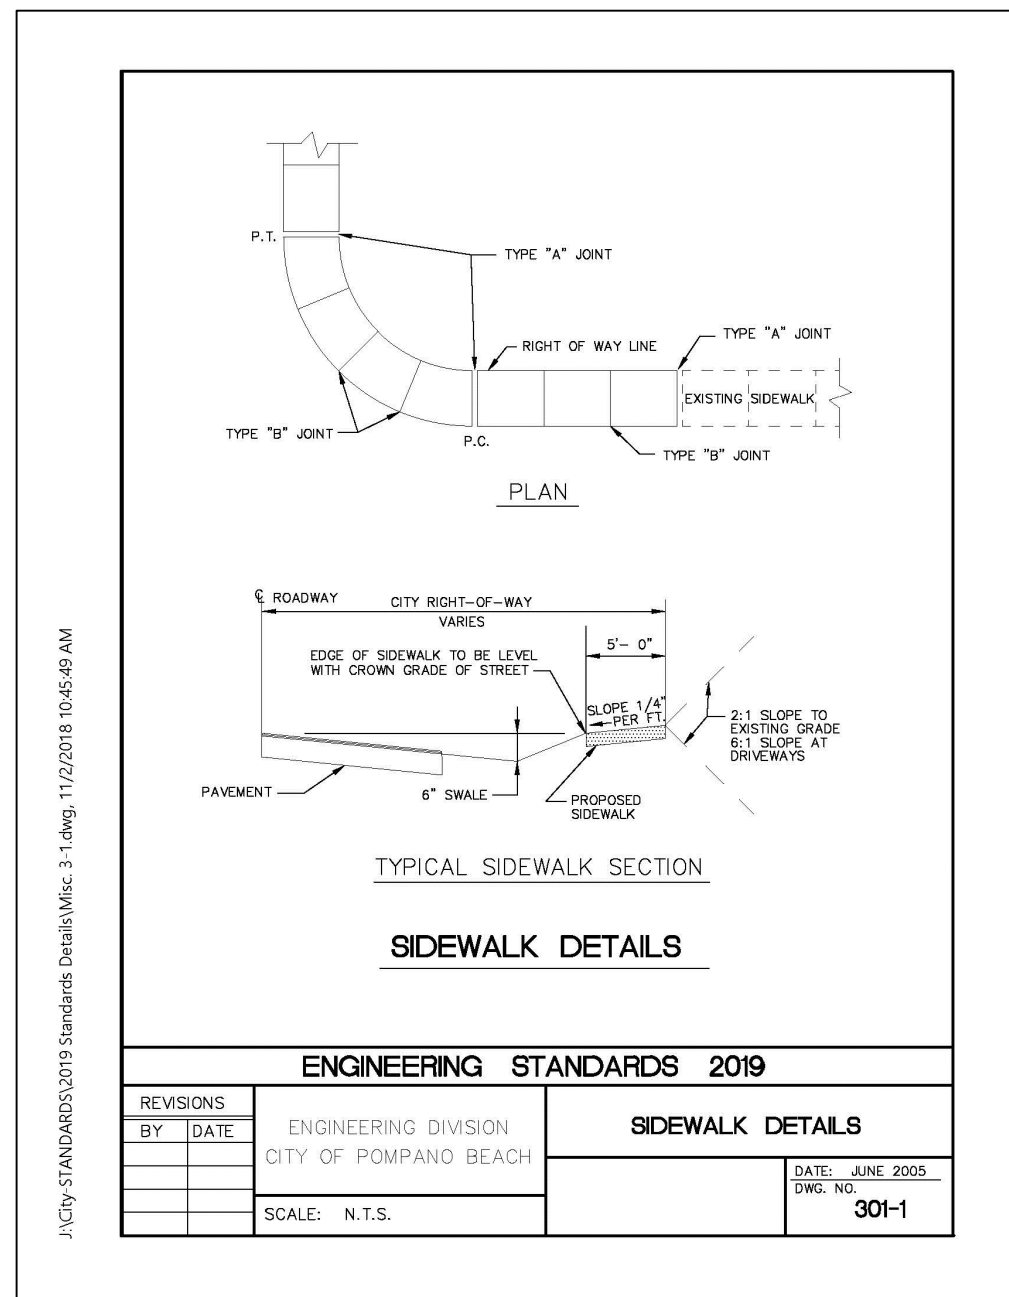 P.T.
TYPE "A" JOINT
TYPE "A" JOINT
RIGHT OF WAY LINE
EXISTING SIDEWALK
TYPE "B" JOINT
P.C.
TYPE "B" JOINT
PLAN
℄ ROADWAY
CITY RIGHT-OF-WAY
VARIES
5'- 0"
EDGE OF SIDEWALK TO BE LEVEL
WITH CROWN GRADE OF STREET
SLOPE 1/4"
PER FT.
2:1 SLOPE TO
EXISTING GRADE
6:1 SLOPE AT
DRIVEWAYS
PAVEMENT
6" SWALE
PROPOSED
SIDEWALK
TYPICAL SIDEWALK SECTION
SIDEWALK DETAILS
J:\City-STANDARDS\2019 Standards Details\Misc. 3-1.dwg, 11/2/2018 10:45:49 AM
ENGINEERING STANDARDS 2019
REVISIONS
BY DATE
ENGINEERING DIVISION
CITY OF POMPANO BEACH
SCALE: N.T.S.
SIDEWALK DETAILS
DATE: JUNE 2005
DWG. NO.
301-1